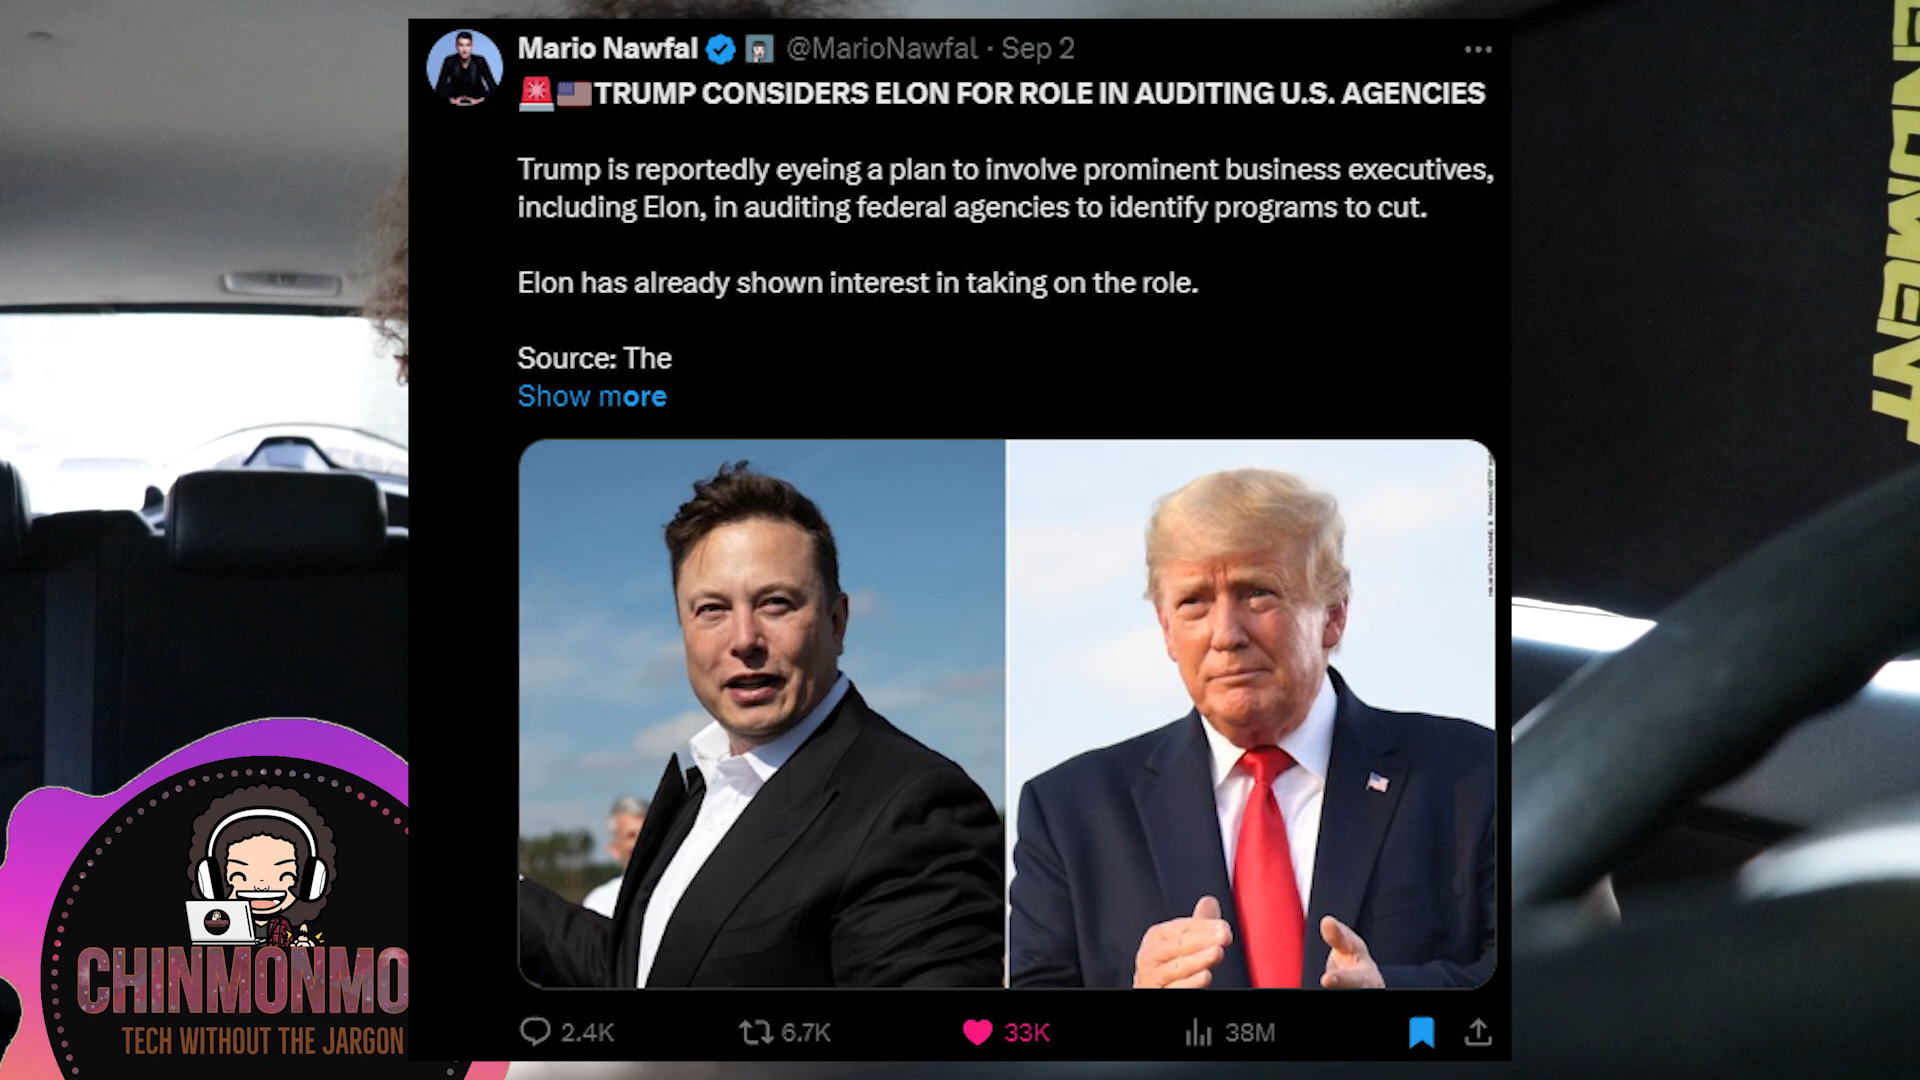 Mario Nawfal @MarioNawfal · Sep 2
TRUMP CONSIDERS ELON FOR ROLE IN AUDITING U.S. AGENCIES
Trump is reportedly eyeing a plan to involve prominent business executives,
including Elon, in auditing federal agencies to identify programs to cut.
Elon has already shown interest in taking on the role.
Source: The
Show more
2.4K 6.7K 33K 38M
CHINMONMO
TECH WITHOUT THE JARGON